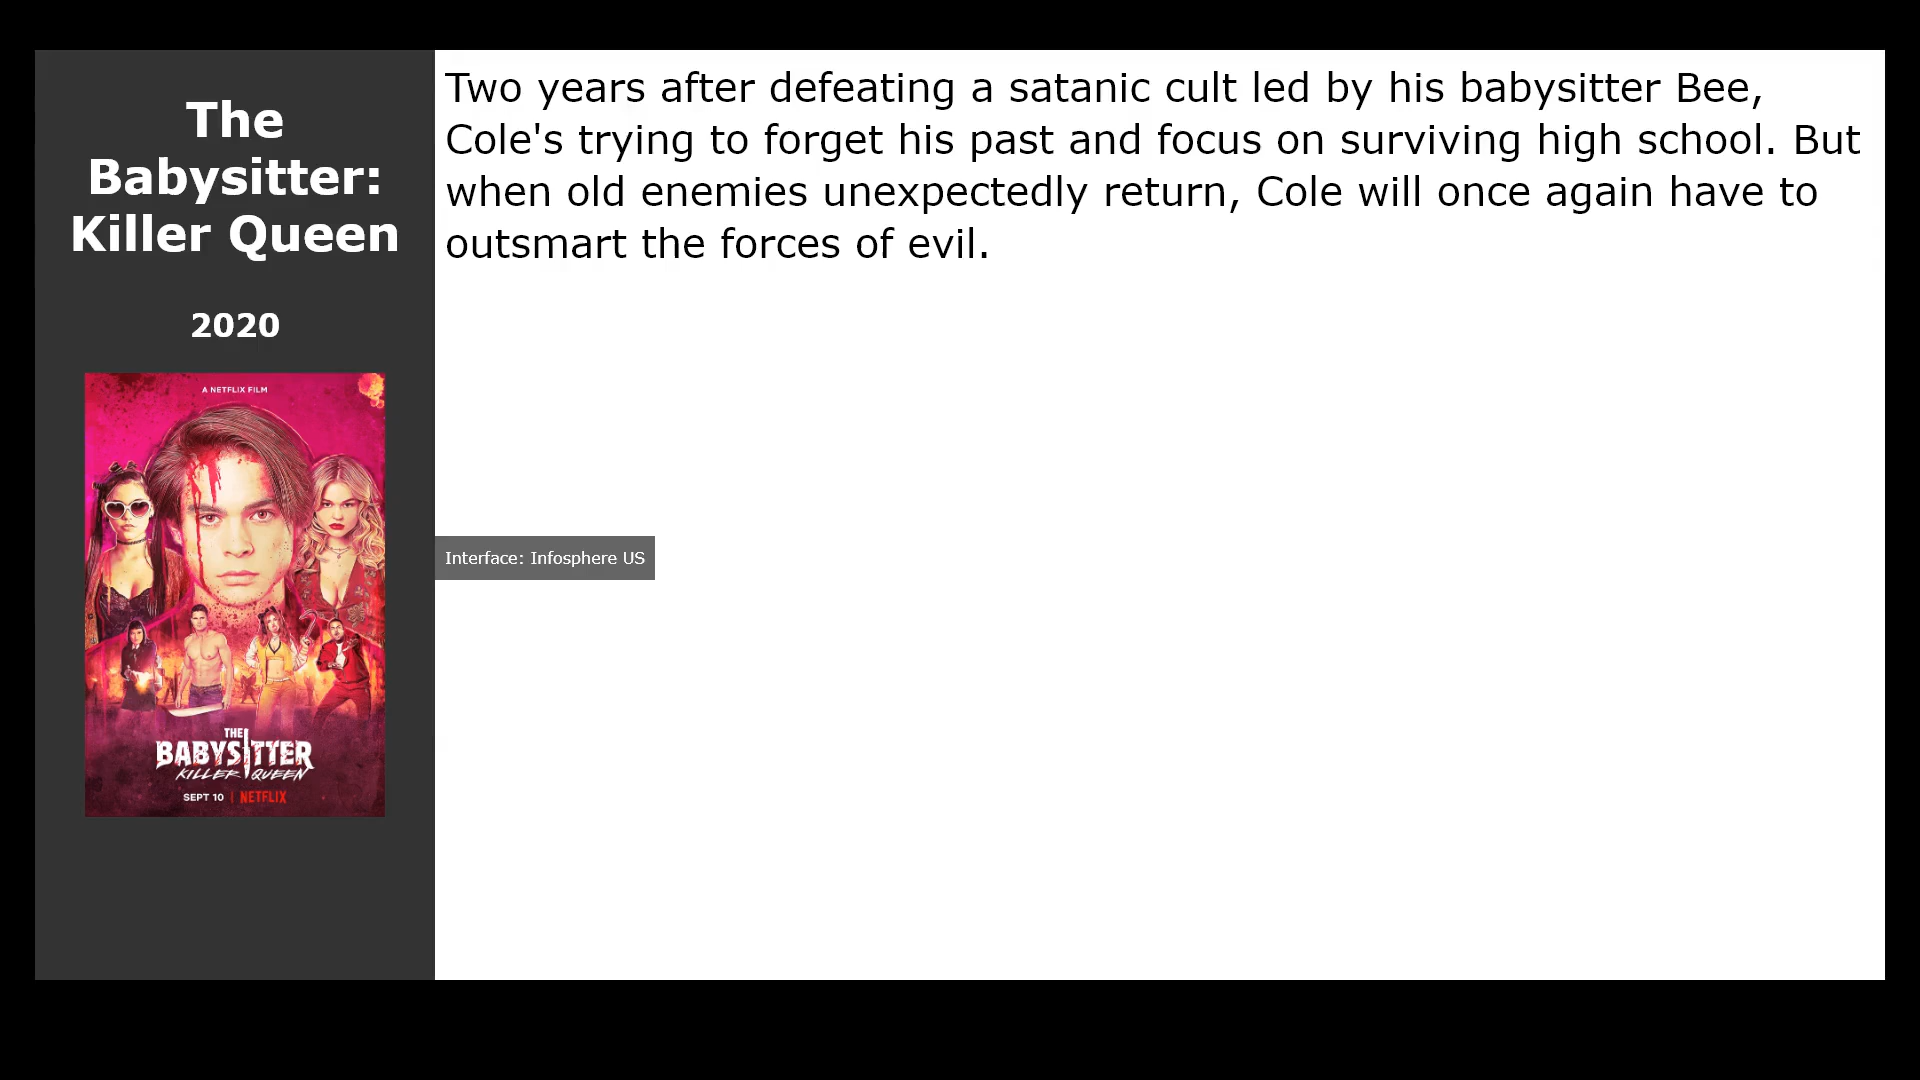 The
Babysitter:
Killer Queen
2020
A NETFLIX FILM
THE
BABYSITTER
KILLER QUEEN
SEPT 10 | NETFLIX
Two years after defeating a satanic cult led by his babysitter Bee,
Cole's trying to forget his past and focus on surviving high school. But
when old enemies unexpectedly return, Cole will once again have to
outsmart the forces of evil.
Interface: Infosphere US